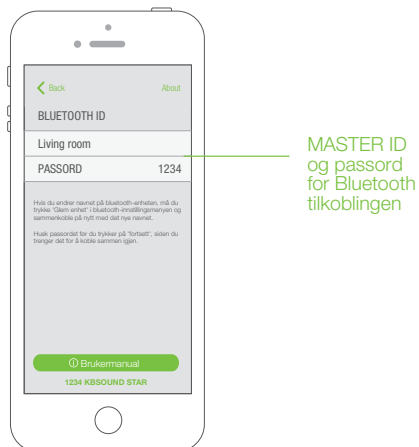 Back About
BLUETOOTH ID
Living room
PASSORD 1234
Hvis du endrer navnet på bluetooth-enheten, må du
trykke "Glem enhet" i bluetooth-innstillingsmenyen og
sammenkoble på nytt med det nye navnet.
Husk passordet før du trykker på "fortsett", siden du
trenger det for å koble sammen igjen.
Brukermanual
1234 KBSOUND STAR
MASTER ID
og passord
for Bluetooth
tilkoblingen